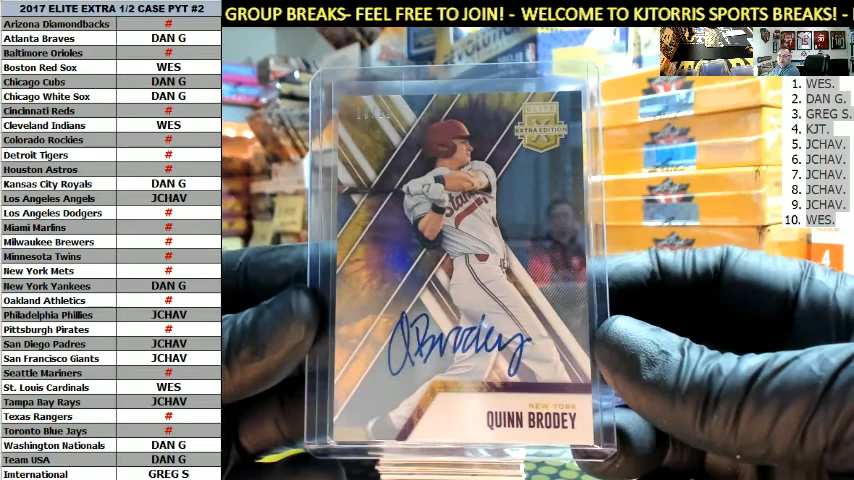 2017 ELITE EXTRA 1/2 CASE PYT #2
Arizona Diamondbacks #
Atlanta Braves DAN G
Baltimore Orioles #
Boston Red Sox WES
Chicago Cubs DAN G
Chicago White Sox DAN G
Cincinnati Reds #
Cleveland Indians WES
Colorado Rockies #
Detroit Tigers #
Houston Astros #
Kansas City Royals DAN G
Los Angeles Angels JCHAV
Los Angeles Dodgers #
Miami Marlins #
Milwaukee Brewers #
Minnesota Twins #
New York Mets #
New York Yankees DAN G
Oakland Athletics #
Philadelphia Phillies JCHAV
Pittsburgh Pirates #
San Diego Padres JCHAV
San Francisco Giants JCHAV
Seattle Mariners #
St. Louis Cardinals WES
Tampa Bay Rays JCHAV
Texas Rangers #
Toronto Blue Jays #
Washington Nationals DAN G
Team USA DAN G
International GREG S
GROUP BREAKS- FEEL FREE TO JOIN! - WELCOME TO KJTORRIS SPORTS BREAKS! -
ELITE
EXTRA EDITION
QBrodey
NEW YORK
QUINN BRODEY
1. WES.
2. DAN G.
3. GREG S.
4. KJT.
5. JCHAV.
6. JCHAV.
7. JCHAV.
8. JCHAV.
9. JCHAV.
10. WES.